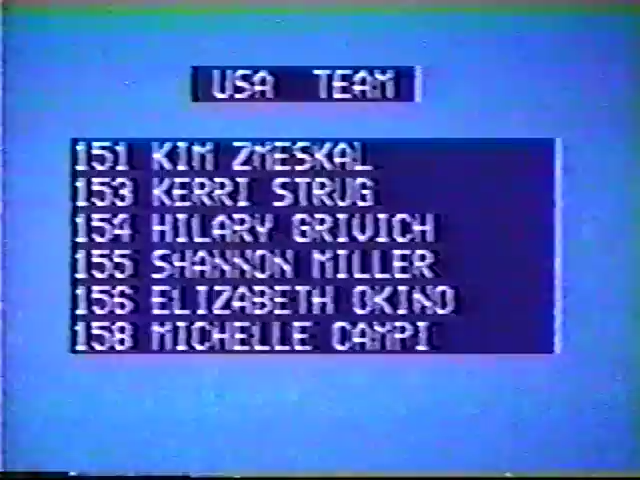 USA TEAM
151 KIM ZMESKAL
153 KERRI STRUG
154 HILARY GRIVICH
155 SHANNON MILLER
156 ELIZABETH OKINO
158 MICHELLE CAMPI